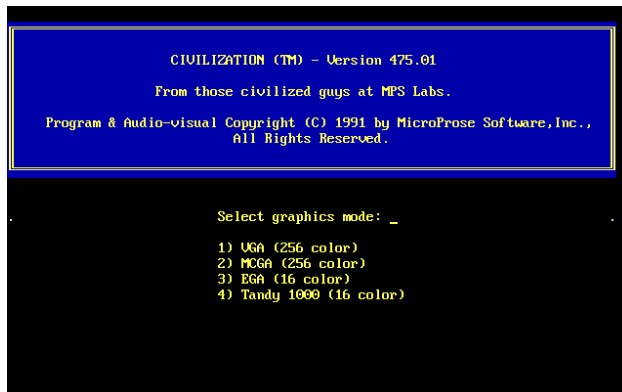 CIVILIZATION (TM) - Version 475.01
From those civilized guys at MPS Labs.
Program & Audio-visual Copyright (C) 1991 by MicroProse Software,Inc.,
All Rights Reserved.
. Select graphics mode: _ .
1) VGA (256 color)
2) MCGA (256 color)
3) EGA (16 color)
4) Tandy 1000 (16 color)